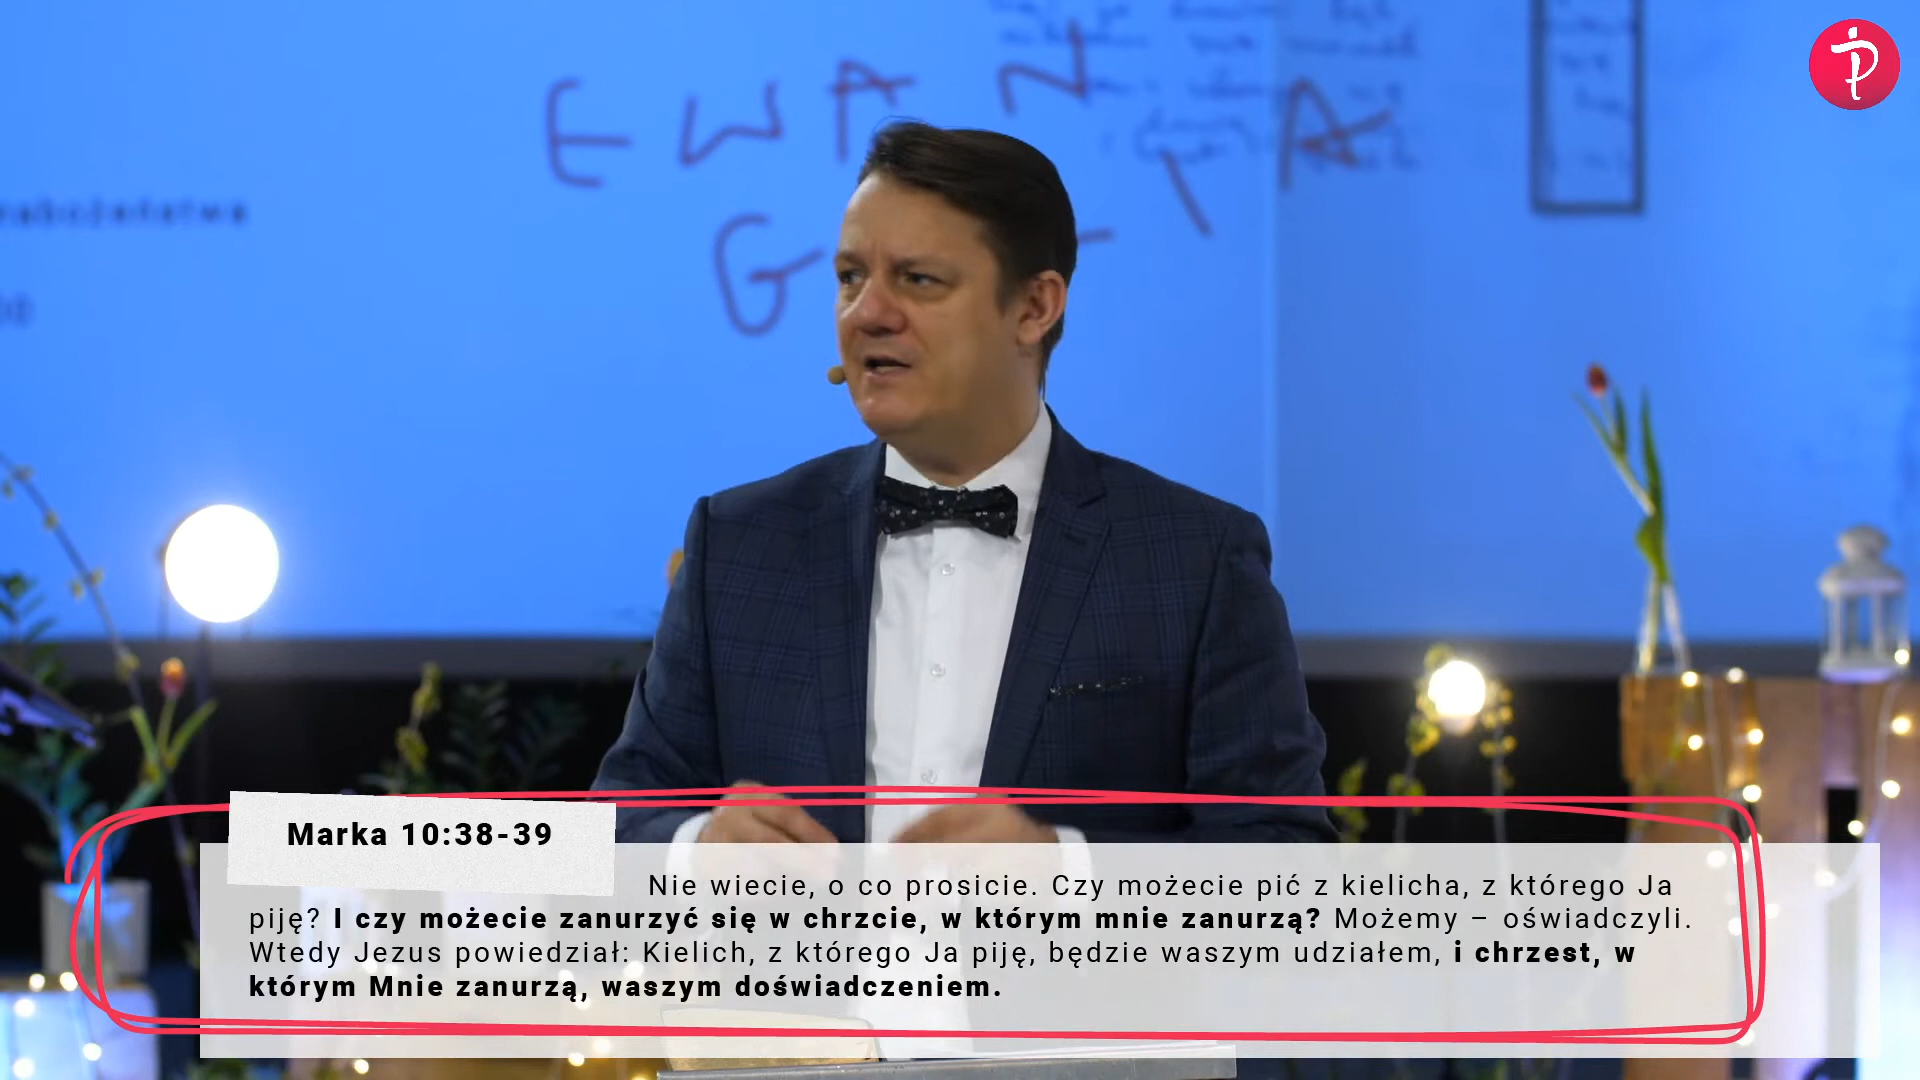 EWAN
G
IA
Marka 10:38-39
Nie wiecie, o co prosicie. Czy możecie pić z kielicha, z którego Ja
piję? I czy możecie zanurzyć się w chrzcie, w którym mnie zanurzą? Możemy – oświadczyli.
Wtedy Jezus powiedział: Kielich, z którego Ja piję, będzie waszym udziałem, i chrzest, w
którym Mnie zanurzą, waszym doświadczeniem.